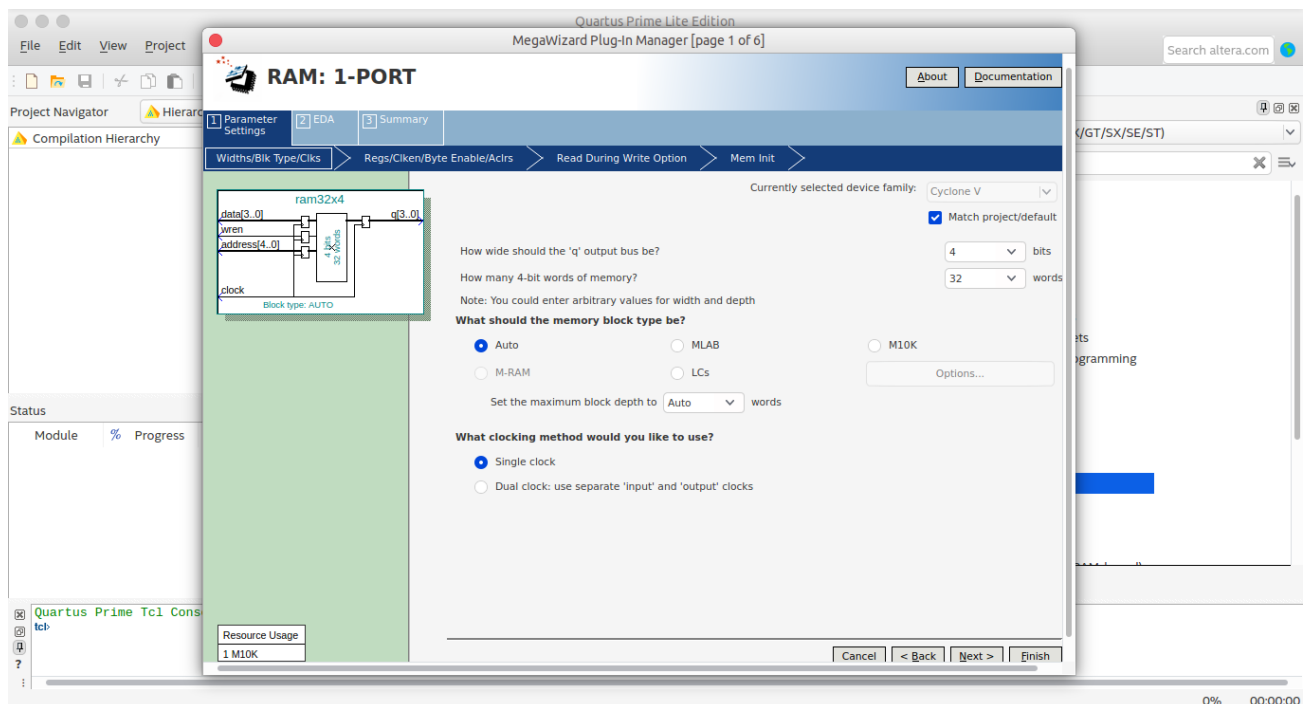 Quartus Prime Lite Edition
MegaWizard Plug-In Manager [page 1 of 6]
File Edit View Project
Search altera.com
RAM: 1-PORT
About Documentation
Project Navigator Hierarc
Compilation Hierarchy
1 Parameter Settings 2 EDA 3 Summary
/GT/SX/SE/ST)
Widths/Blk Type/Clks Regs/Clken/Byte Enable/Aclrs Read During Write Option Mem Init
Currently selected device family: Cyclone V
Match project/default
ram32x4
data[3..0] q[3..0]
wren
address[4..0]
4 bits
32 words
clock
Block type: AUTO
How wide should the 'q' output bus be? 4 bits
How many 4-bit words of memory? 32 words
Note: You could enter arbitrary values for width and depth
What should the memory block type be?
Auto MLAB M10K
M-RAM LCs Options...
Set the maximum block depth to Auto words
What clocking method would you like to use?
Single clock
Dual clock: use separate 'input' and 'output' clocks
ets
ogramming
Status
Module % Progress
Quartus Prime Tcl Cons
tcl>
Resource Usage
1 M10K
Cancel < Back Next > Finish
0% 00:00:00